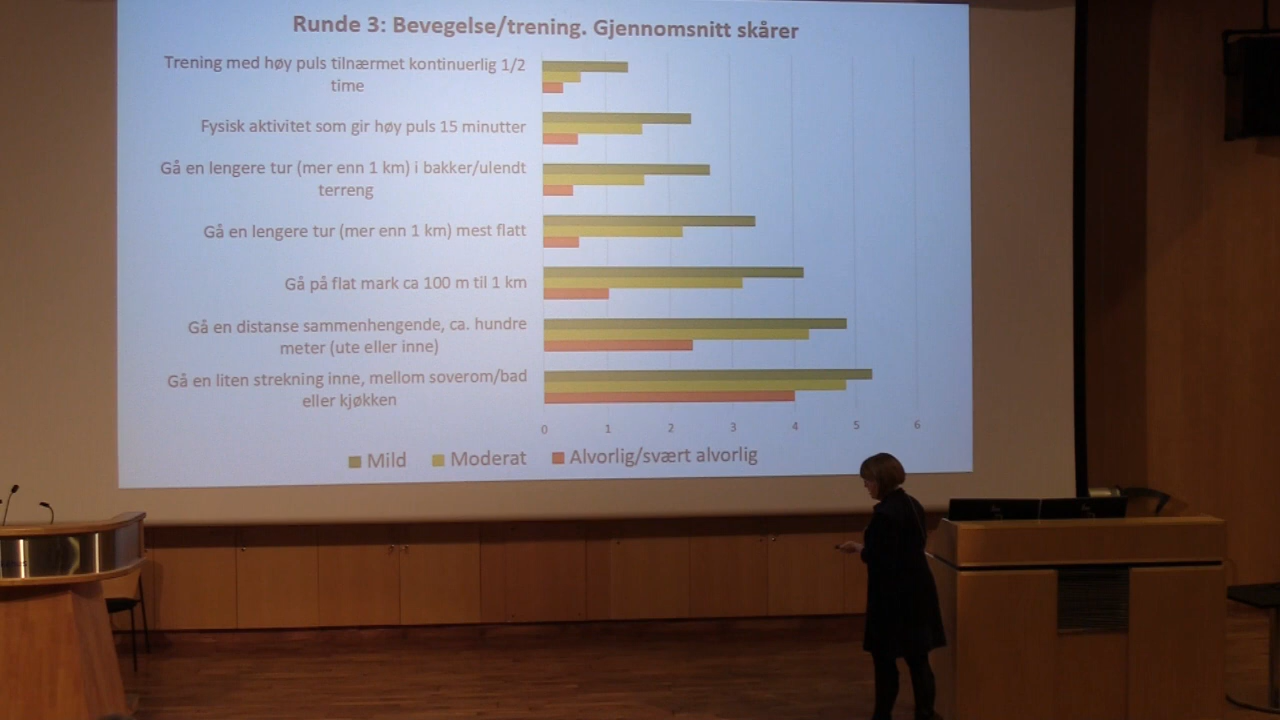 Runde 3: Bevegelse/trening. Gjennomsnitt skårer
Trening med høy puls tilnærmet kontinuerlig 1/2
time
Fysisk aktivitet som gir høy puls 15 minutter
Gå en lengere tur (mer enn 1 km) i bakker/ulendt
terreng
Gå en lengere tur (mer enn 1 km) mest flatt
Gå på flat mark ca 100 m til 1 km
Gå en distanse sammenhengende, ca. hundre
meter (ute eller inne)
Gå en liten strekning inne, mellom soverom/bad
eller kjøkken
0 1 2 3 4 5 6
Mild Moderat Alvorlig/svært alvorlig